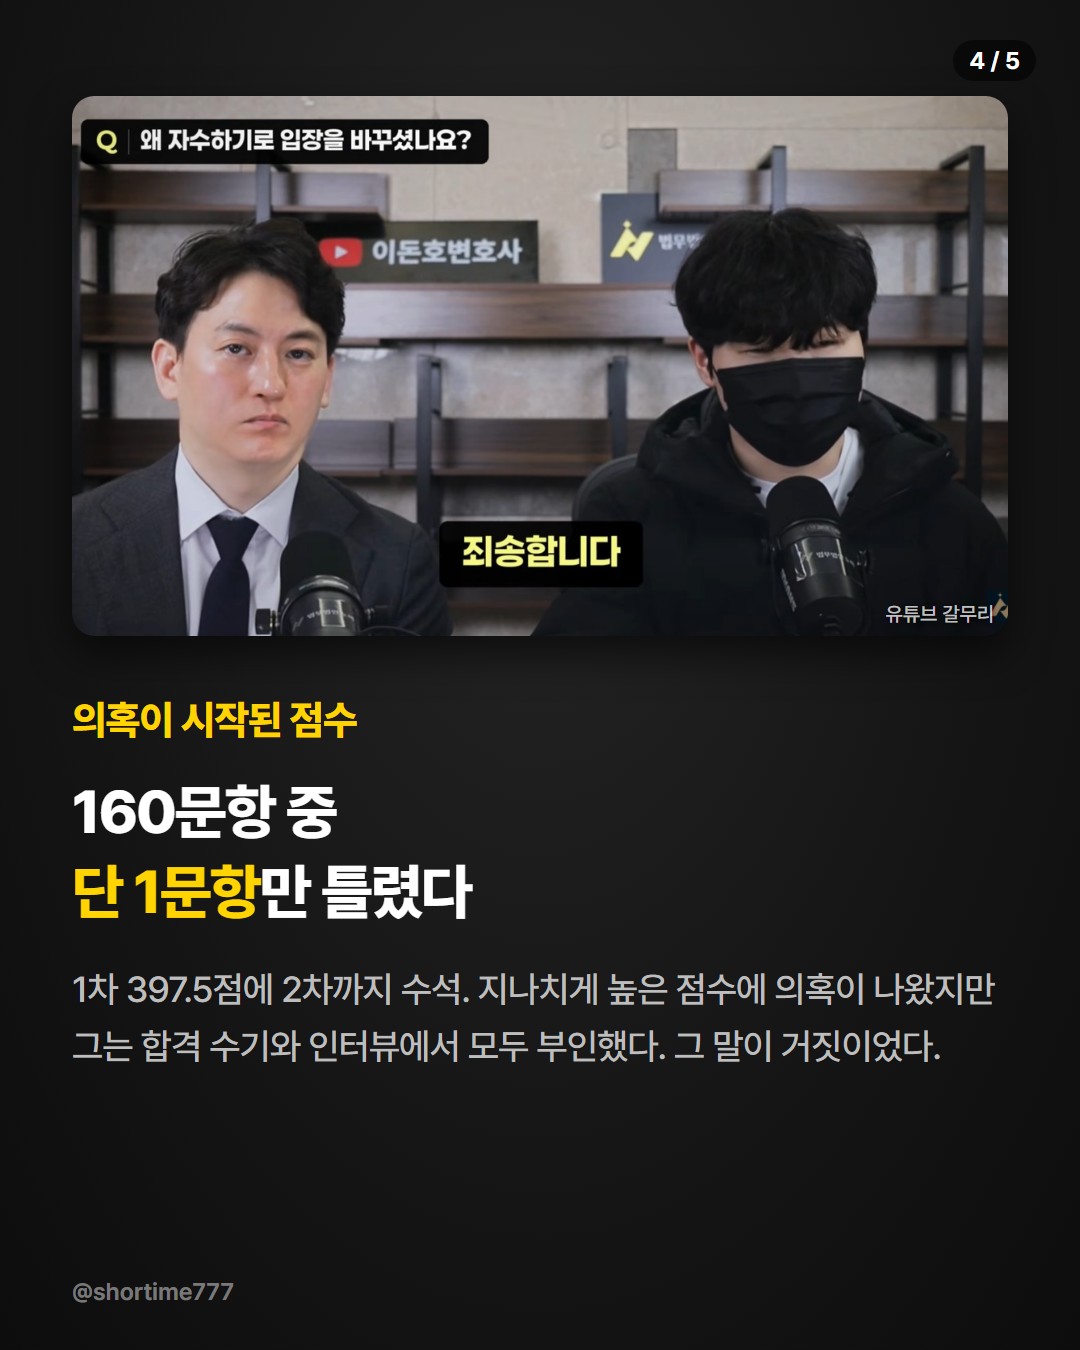 4 / 5
Q 왜 자수하기로 입장을 바꾸셨나요?
이돈호변호사
죄송합니다
유튜브 갈무리
의혹이 시작된 점수
160문항 중
단 1문항만 틀렸다
1차 397.5점에 2차까지 수석. 지나치게 높은 점수에 의혹이 나왔지만
그는 합격 수기와 인터뷰에서 모두 부인했다. 그 말이 거짓이었다.
@shortime777